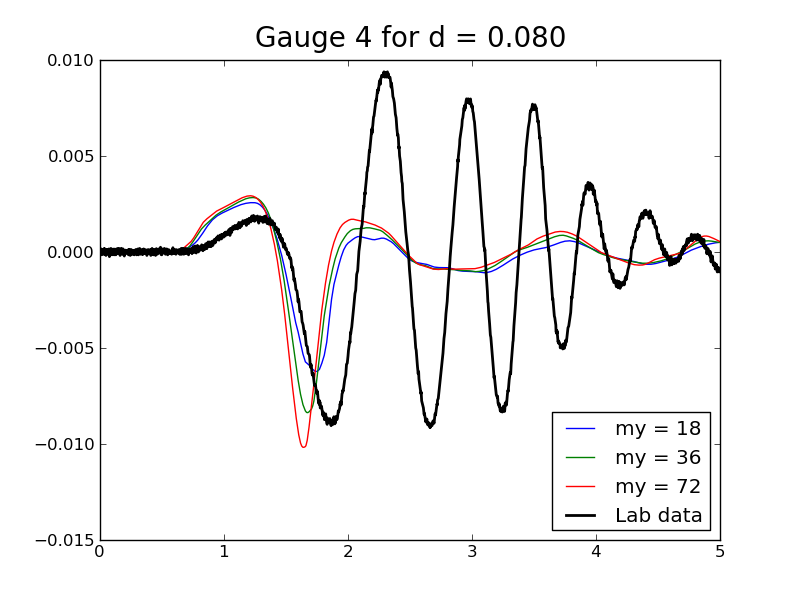 Gauge 4 for d = 0.080
0.010
0.005
0.000
−0.005
−0.010
−0.015
0 1 2 3 4 5
my = 18
my = 36
my = 72
Lab data